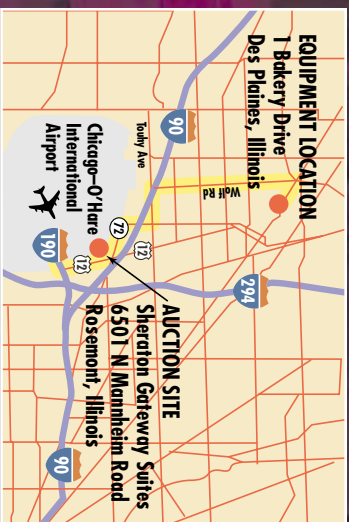 EQUIPMENT LOCATION
1 Bakery Drive
Des Plaines, Illinois
90
Touhy Ave
Wolf Rd
294
72
12
Chicago-O'Hare
International
Airport
190
12
AUCTION SITE
Sheraton Gateway Suites
6501 N Mannheim Road
Rosemont, Illinois
90